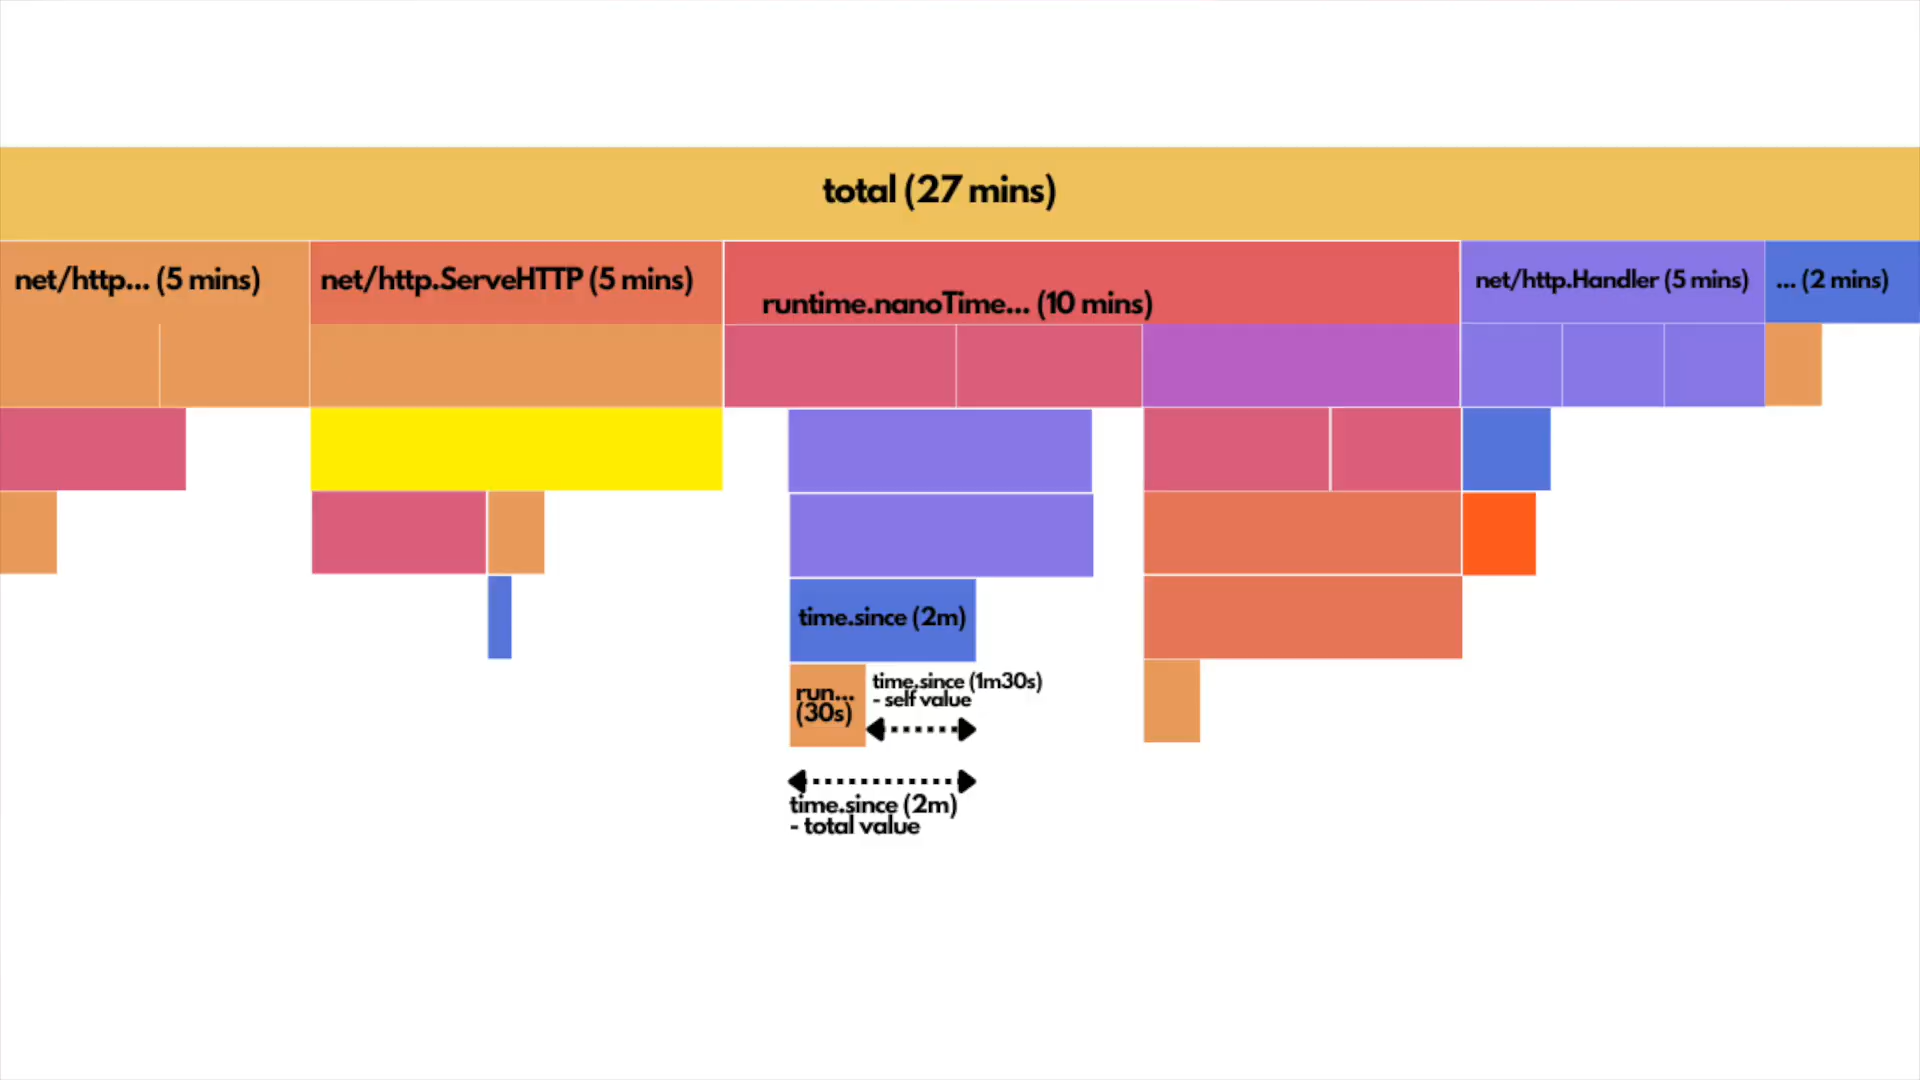 total (27 mins)
net/http... (5 mins)
net/http.ServeHTTP (5 mins)
runtime.nanoTime... (10 mins)
net/http.Handler (5 mins)
... (2 mins)
time.since (2m)
run...
(30s)
time.since (1m30s)
- self value
time.since (2m)
- total value